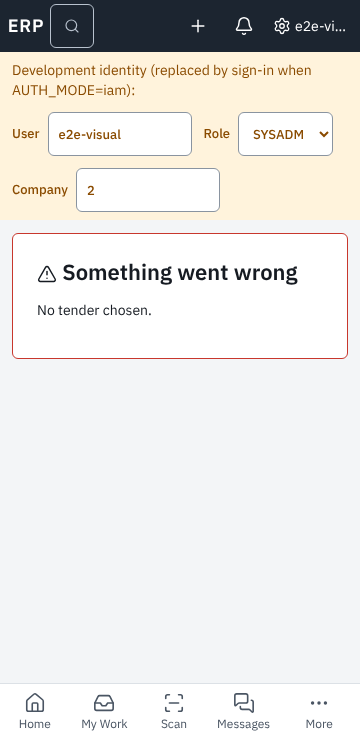 ERP
e2e-vi...
Development identity (replaced by sign-in when
AUTH_MODE=iam):
User e2e-visual Role SYSADM
Company 2
Something went wrong
No tender chosen.
Home My Work Scan Messages More